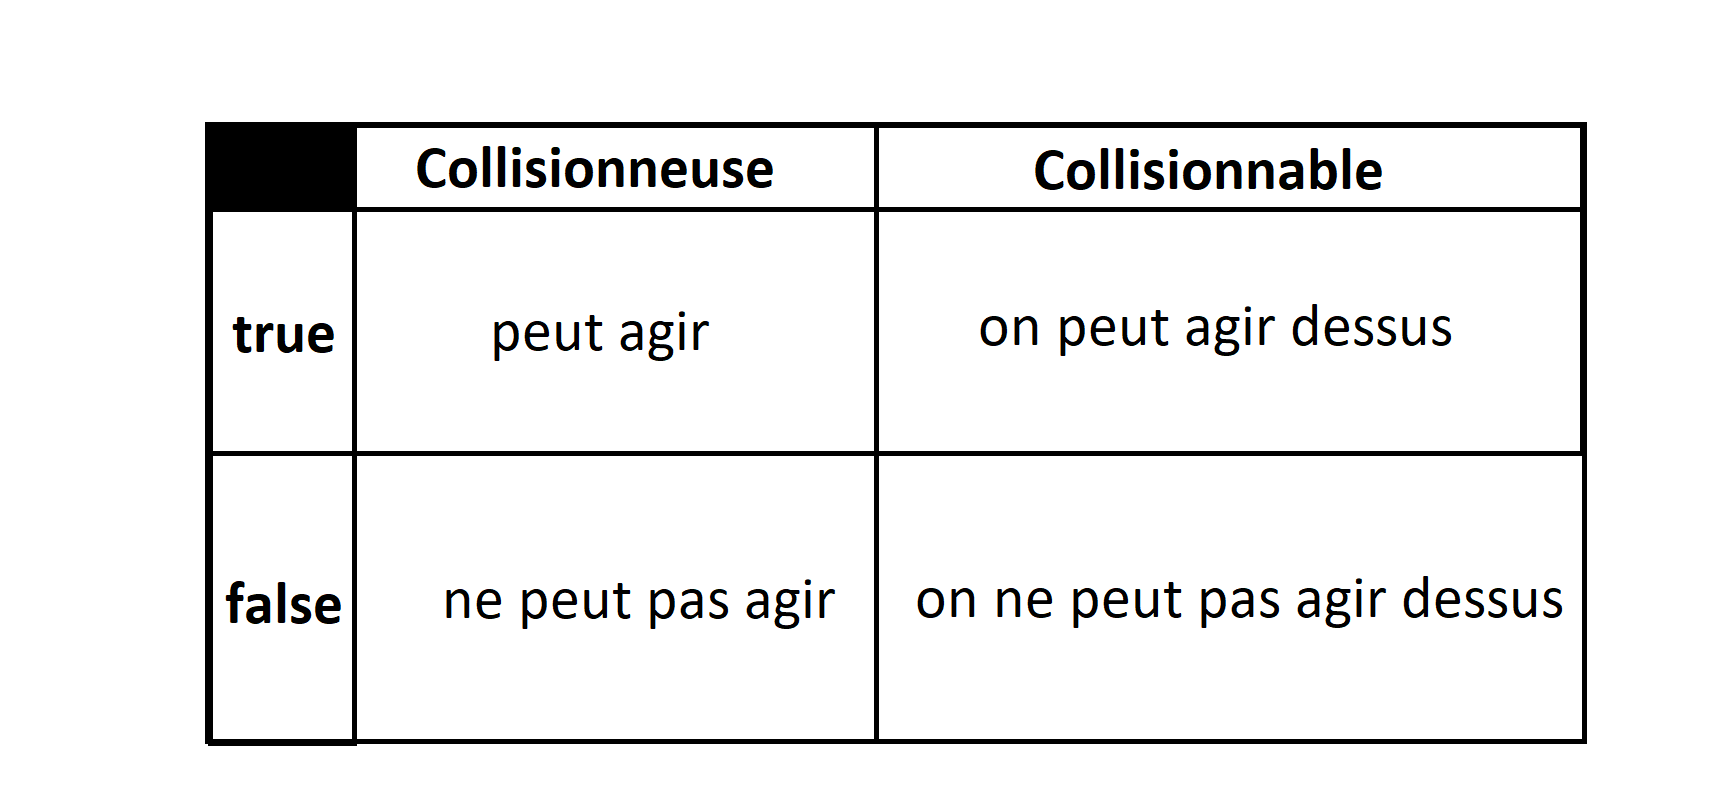 Collisionneuse Collisionnable
true peut agir on peut agir dessus
false ne peut pas agir on ne peut pas agir dessus